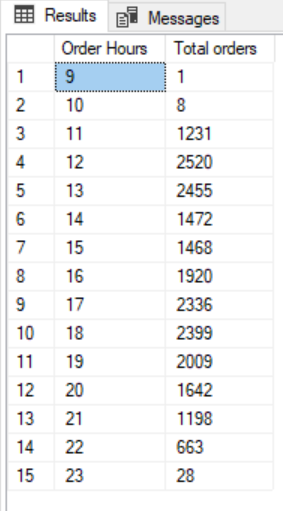 Results Messages
Order Hours Total orders
1 9 1
2 10 8
3 11 1231
4 12 2520
5 13 2455
6 14 1472
7 15 1468
8 16 1920
9 17 2336
10 18 2399
11 19 2009
12 20 1642
13 21 1198
14 22 663
15 23 28